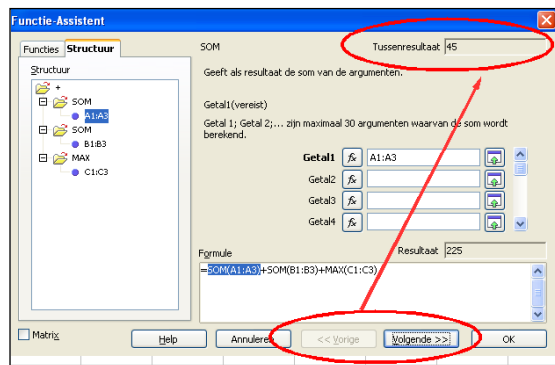 Functie-Assistent
Functies Structuur
SOM
Tussenresultaat 45
Structuur
Geeft als resultaat de som van de argumenten.
+
SOM
A1:A3
SOM
B1:B3
MAX
C1:C3
Getal1(vereist)
Getal 1; Getal 2;... zijn maximaal 30 argumenten waarvan de som wordt
berekend.
Getal1 fx A1:A3
Getal2 fx
Getal3 fx
Getal4 fx
Formule
Resultaat 225
=SOM(A1:A3)+SOM(B1:B3)+MAX(C1:C3)
Matrix
Help
Annuleren
<< Vorige
Volgende >>
OK